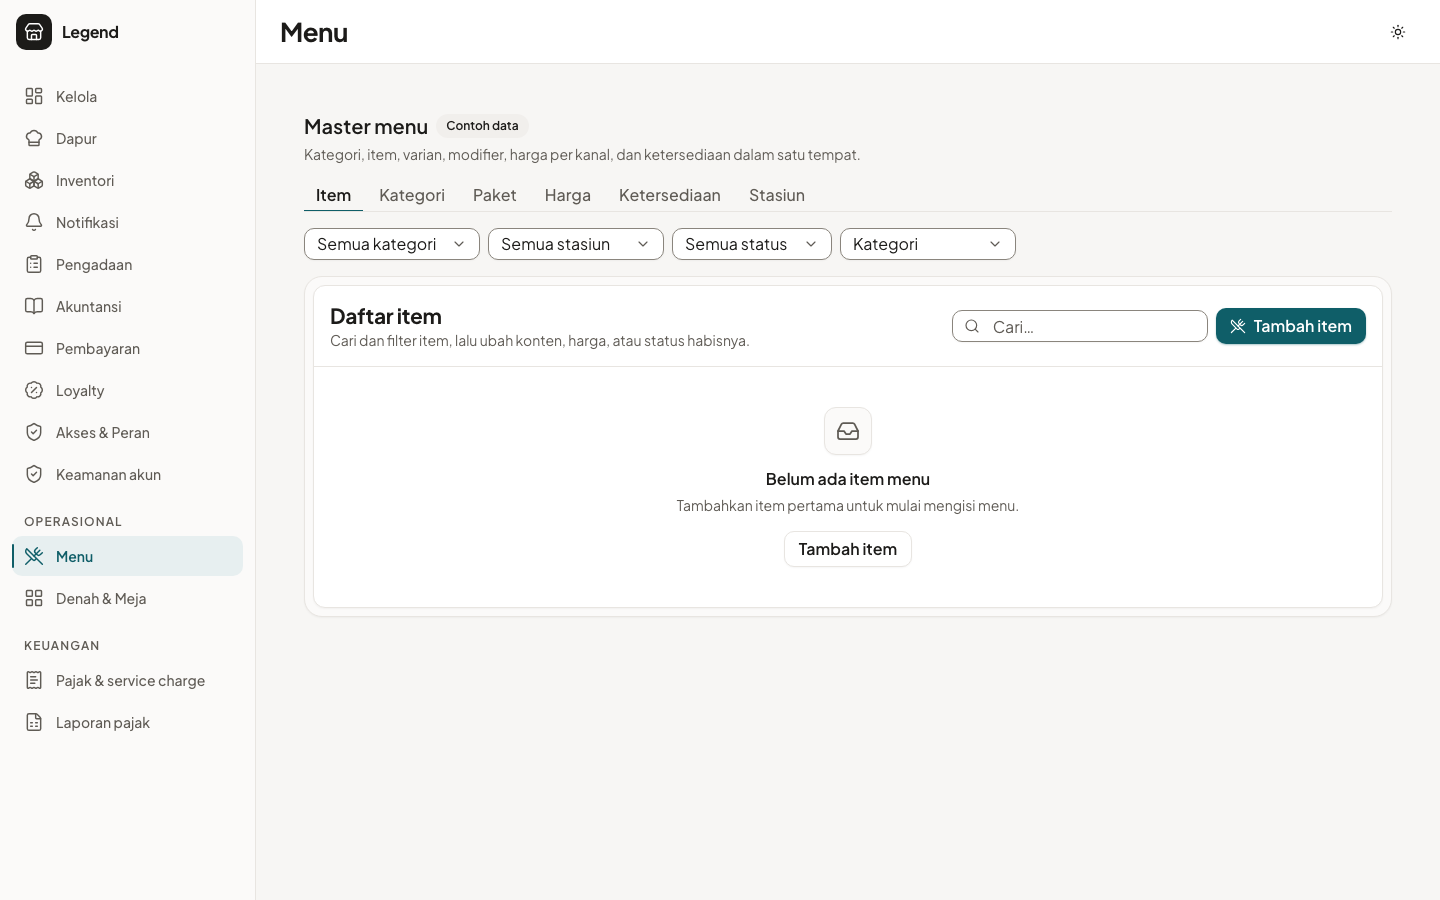 Legend
Menu
Kelola
Dapur
Inventori
Notifikasi
Pengadaan
Akuntansi
Pembayaran
Loyalty
Akses & Peran
Keamanan akun
OPERASIONAL
Menu
Denah & Meja
KEUANGAN
Pajak & service charge
Laporan pajak
Master menu
Contoh data
Kategori, item, varian, modifier, harga per kanal, dan ketersediaan dalam satu tempat.
Item
Kategori
Paket
Harga
Ketersediaan
Stasiun
Semua kategori
Semua stasiun
Semua status
Kategori
Daftar item
Cari dan filter item, lalu ubah konten, harga, atau status habisnya.
Cari...
Tambah item
Belum ada item menu
Tambahkan item pertama untuk mulai mengisi menu.
Tambah item